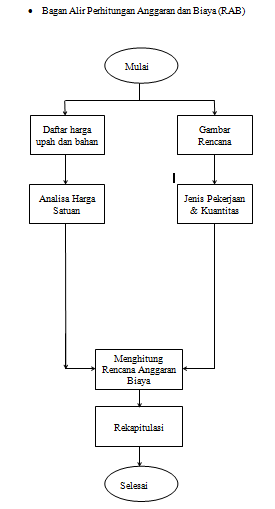 • Bagan Alir Perhitungan Anggaran dan Biaya (RAB)
Mulai
Daftar harga
upah dan bahan
Gambar
Rencana
Analisa Harga
Satuan
Jenis Pekerjaan
& Kuantitas
Menghitung
Rencana Anggaran
Biaya
Rekapitulasi
Selesai